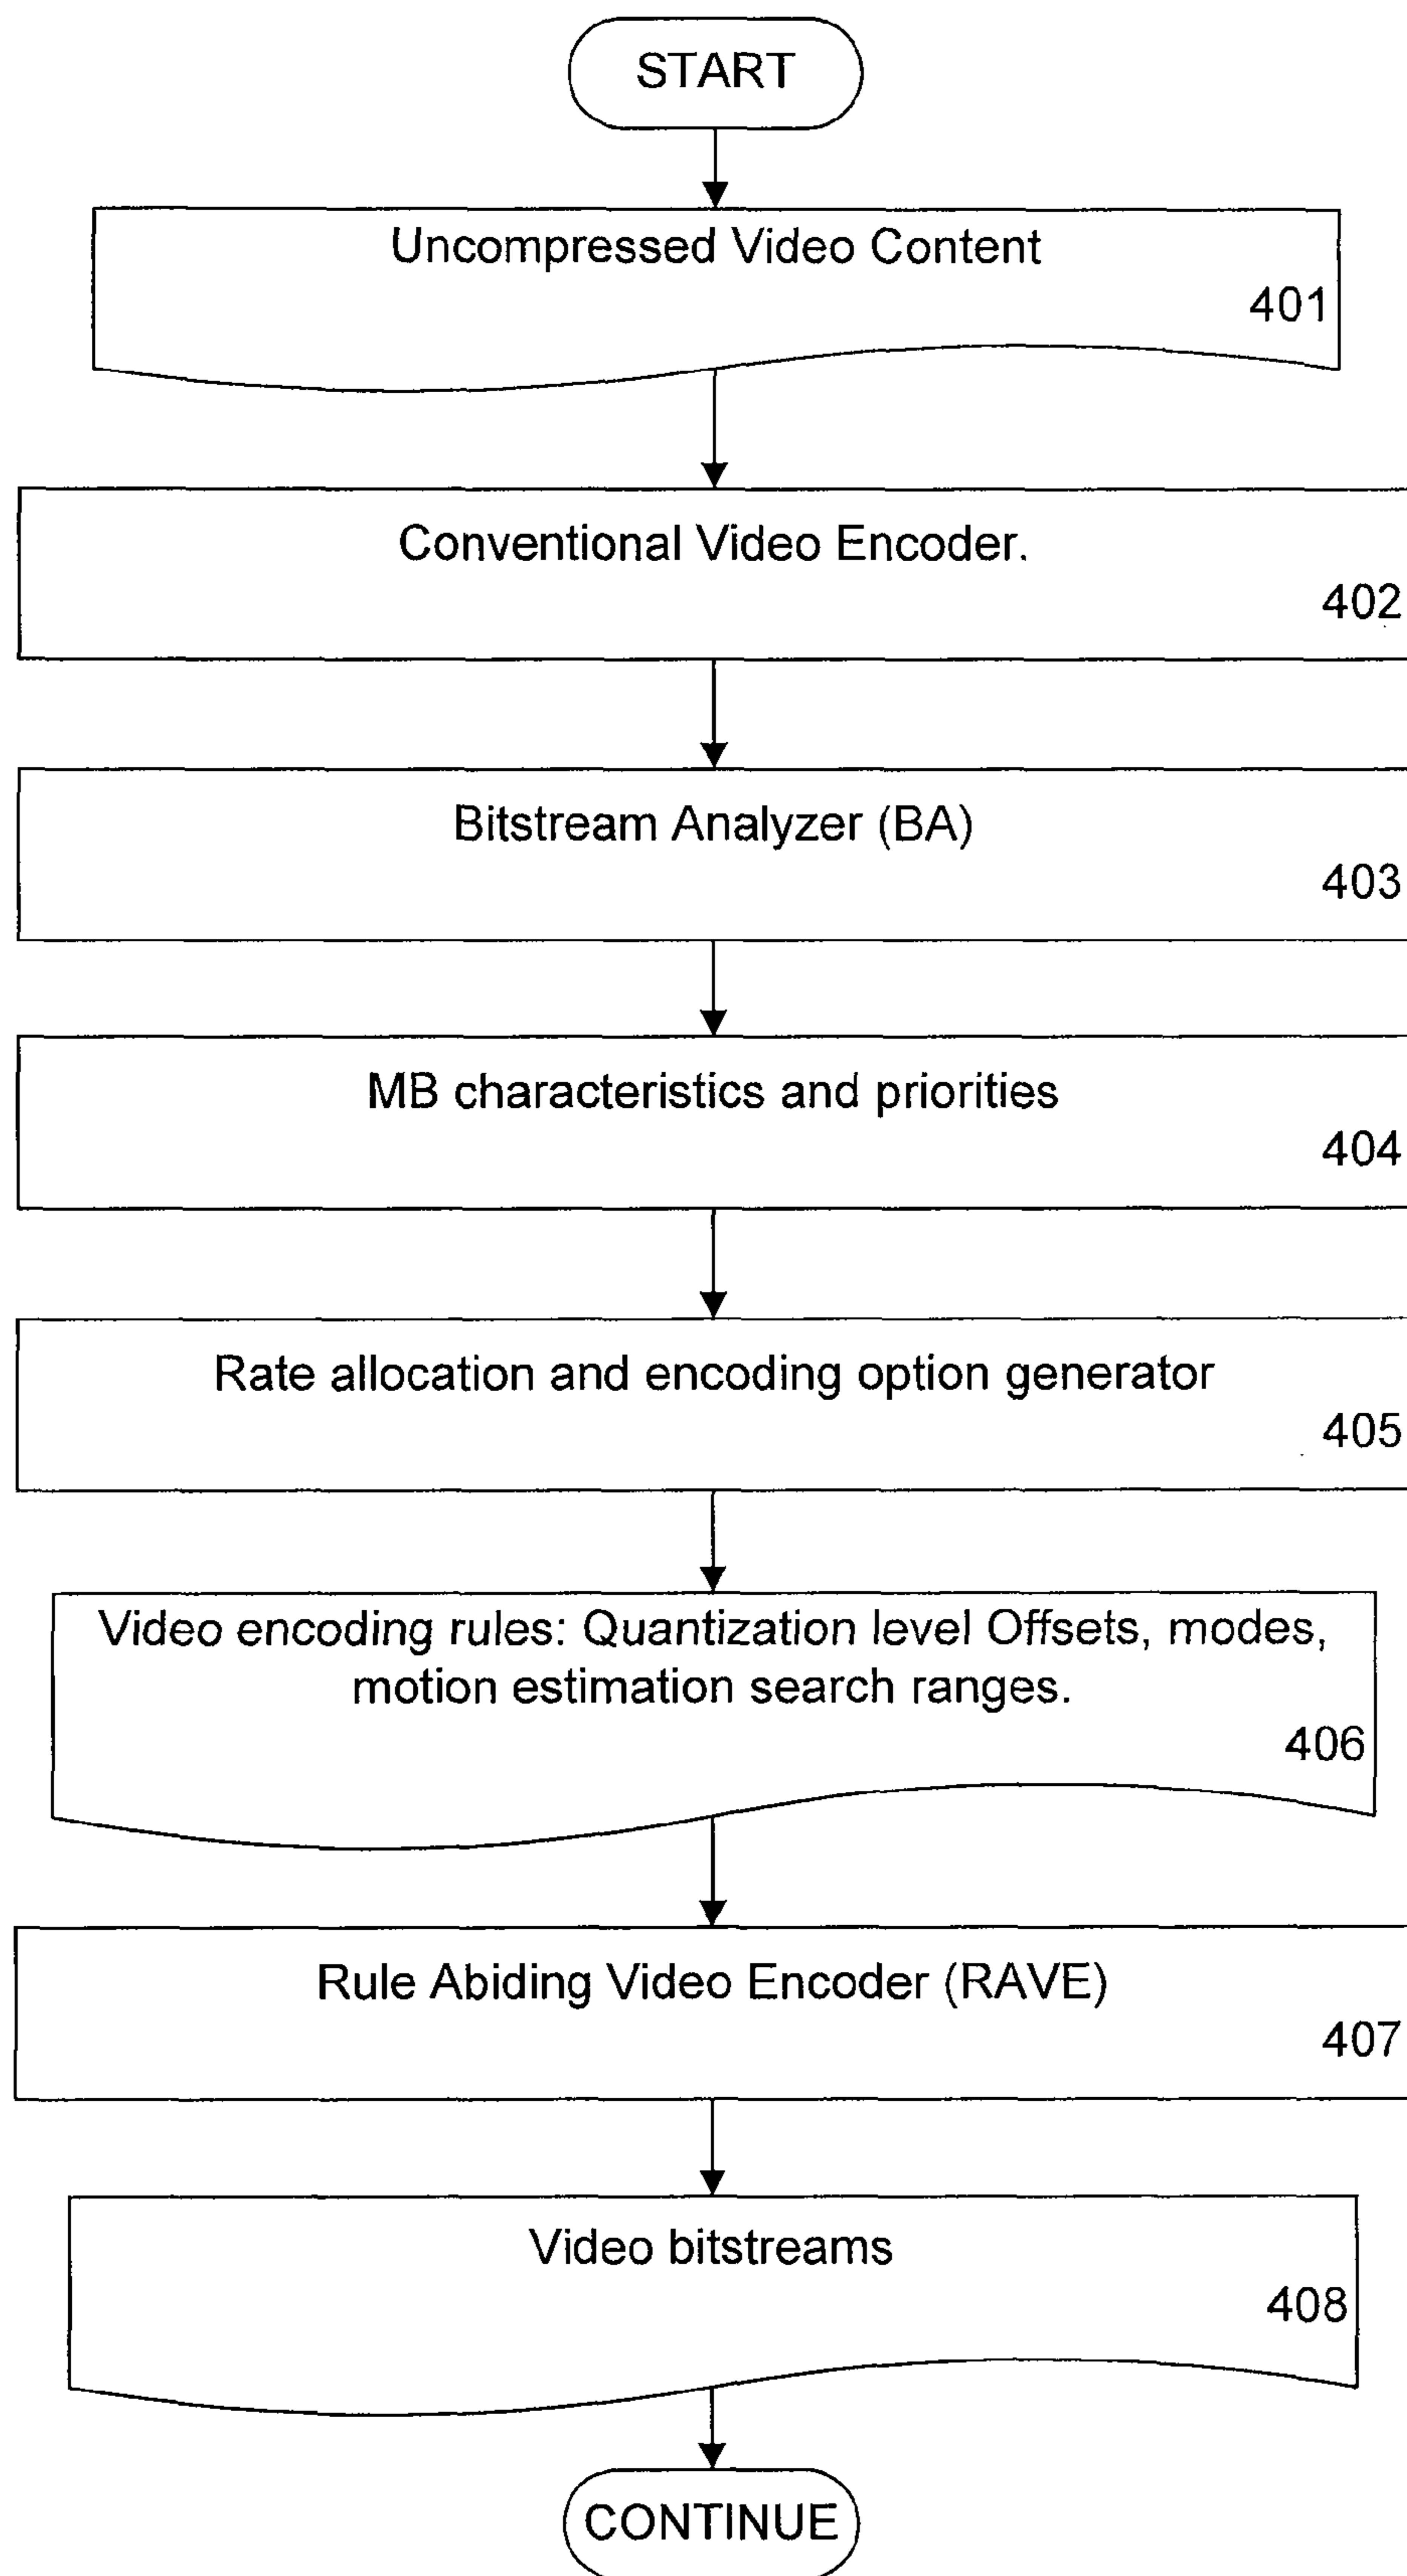 START
Uncompressed Video Content
401
Conventional Video Encoder.
402
Bitstream Analyzer (BA)
403
MB characteristics and priorities
404
Rate allocation and encoding option generator
405
Video encoding rules: Quantization level Offsets, modes,
motion estimation search ranges.
406
Rule Abiding Video Encoder (RAVE)
407
Video bitstreams
408
CONTINUE